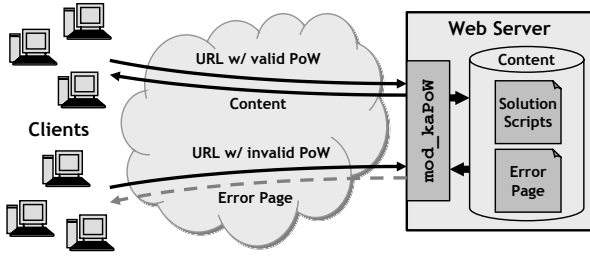 Web Server
URL w/ valid PoW
Content
Content
mod_kaPoW
Solution
Scripts
Clients
URL w/ invalid PoW
Error
Page
Error Page